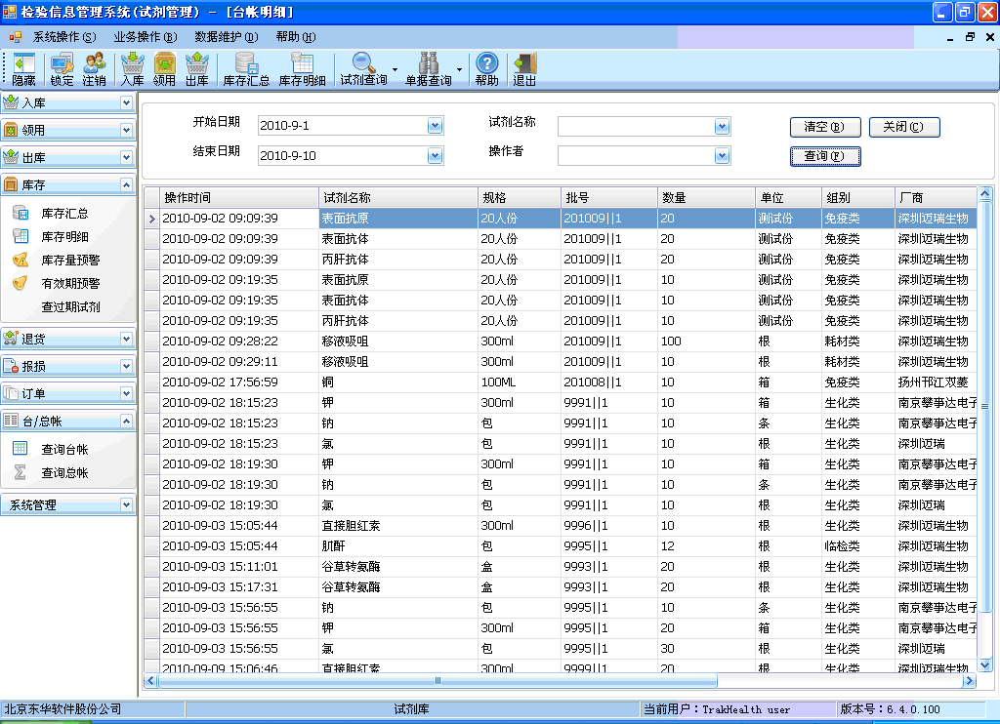 检验信息管理系统(试剂管理) - [台帐明细]
系统操作(S) 业务操作(B) 数据维护(D) 帮助(H)
隐藏 锁定 注销 入库 领用 出库 库存汇总 库存明细 试剂查询 单据查询 帮助 退出
入库
领用
出库
库存
库存汇总
库存明细
库存量预警
有效期预警
查过期试剂
退货
报损
订单
台/总帐
查询台帐
查询总帐
系统管理
开始日期 2010-9-1 试剂名称 清空(B) 关闭(C)
结束日期 2010-9-10 操作者 查询(F)
操作时间 试剂名称 规格 批号 数量 单位 组别 厂商
2010-09-02 09:09:39 表面抗原 20人份 201009||1 20 测试份 免疫类 深圳迈瑞生物
2010-09-02 09:09:39 表面抗体 20人份 201009||1 20 测试份 免疫类 深圳迈瑞生物
2010-09-02 09:09:39 丙肝抗体 20人份 201009||1 20 测试份 免疫类 深圳迈瑞生物
2010-09-02 09:19:35 表面抗原 20人份 201009||1 10 测试份 免疫类 深圳迈瑞生物
2010-09-02 09:19:35 表面抗体 20人份 201009||1 10 测试份 免疫类 深圳迈瑞生物
2010-09-02 09:19:35 丙肝抗体 20人份 201009||1 10 测试份 免疫类 深圳迈瑞生物
2010-09-02 09:28:22 移液吸咀 300ml 201009||1 100 根 耗材类 深圳迈瑞生物
2010-09-02 09:29:11 移液吸咀 300ml 201009||1 10 根 耗材类 深圳迈瑞生物
2010-09-02 17:56:59 铜 100ML 201008||1 10 箱 免疫类 扬州邗江双菱
2010-09-02 18:15:23 钾 300ml 9991||1 10 箱 生化类 南京攀事达电子
2010-09-02 18:15:23 钠 包 9991||1 10 条 生化类 南京攀事达电子
2010-09-02 18:15:23 氯 包 9991||1 10 根 生化类 深圳迈瑞
2010-09-02 18:19:30 钾 300ml 9991||1 10 箱 生化类 南京攀事达电子
2010-09-02 18:19:30 钠 包 9991||1 10 条 生化类 南京攀事达电子
2010-09-02 18:19:30 氯 包 9991||1 10 根 生化类 深圳迈瑞
2010-09-03 15:05:44 直接胆红素 300ml 9996||1 10 根 生化类 深圳迈瑞生物
2010-09-03 15:05:44 肌酐 包 9995||1 12 根 临检类 深圳迈瑞生物
2010-09-03 15:11:01 谷草转氨酶 盒 9993||1 20 根 生化类 深圳迈瑞生物
2010-09-03 15:17:31 谷草转氨酶 盒 9993||1 20 根 生化类 深圳迈瑞生物
2010-09-03 15:56:55 钠 包 9995||1 10 条 生化类 南京攀事达电子
2010-09-03 15:56:55 钾 300ml 9995||1 20 箱 生化类 南京攀事达电子
2010-09-03 15:56:55 氯 包 9995||1 30 根 生化类 深圳迈瑞
2010-09-09 15:06:46 直接胆红素 300ml 9999||1 20 根 生化类 深圳迈瑞生物
北京东华软件股份公司 试剂库 当前用户：TrakHealth user 版本号：6.4.0.100